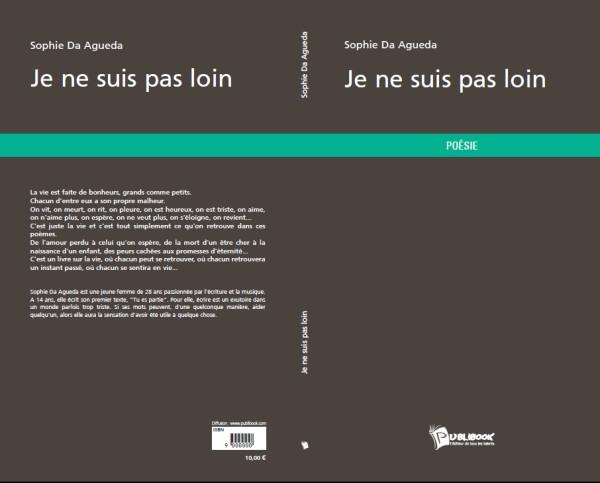 Sophie Da Agueda
Je ne suis pas loin
La vie est faite de bonheurs, grands comme petits.
Chacun d'entre eux a son propre malheur.
On vit, on meurt, on rit, on pleure, on est heureux, on est triste, on aime,
on n'aime plus, on espère, on ne veut plus, on s'éloigne, on revient...
C'est juste la vie et c'est tout simplement ce qu'on retrouve dans ces
poèmes.
De l'amour perdu à celui qu'on espère, de la mort d'un être cher à la
naissance d'un enfant, des peurs cachées aux promesses d'éternité...
C'est un livre sur la vie, où chacun peut se retrouver, où chacun retrouvera
un instant passé, où chacun se sentira en vie...
Sophie Da Agueda est une jeune femme de 28 ans passionnée par l'écriture et la musique.
A 14 ans, elle écrit son premier texte, "Tu es partie". Pour elle, écrire est un exutoire dans
un monde parfois trop triste. Si ses mots peuvent, d'une quelconque manière, aider
quelqu'un, alors elle aura la sensation d'avoir été utile à quelque chose.
Diffusion : www.publibook.com
ISBN
9 000000
10,00 €
Sophie Da Agueda
Je ne suis pas loin
Sophie Da Agueda
Je ne suis pas loin
POÉSIE
PUBLIBOOK
l'éditeur de tous les talents